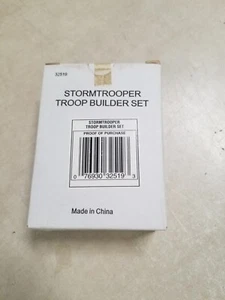 32519
STORMTROOPER
TROOP BUILDER SET
STORMTROOPER
TROOP BUILDER SET
PROOF OF PURCHASE
0 76930 32519 3
Made in China